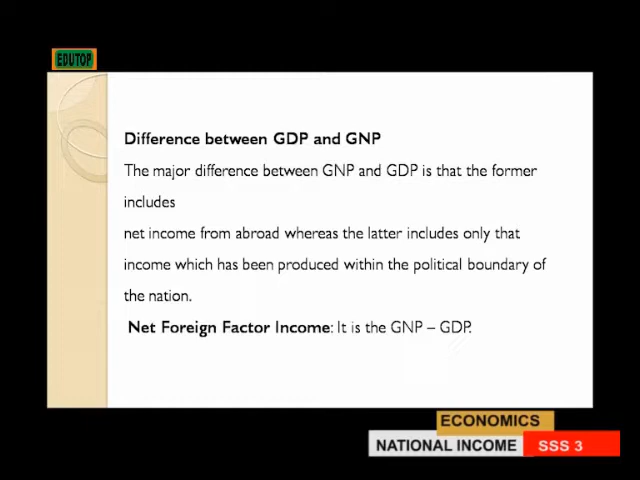 EDUTOP
Difference between GDP and GNP
The major difference between GNP and GDP is that the former
includes
net income from abroad whereas the latter includes only that
income which has been produced within the political boundary of
the nation.
Net Foreign Factor Income: It is the GNP – GDP.
ECONOMICS
NATIONAL INCOME SSS 3